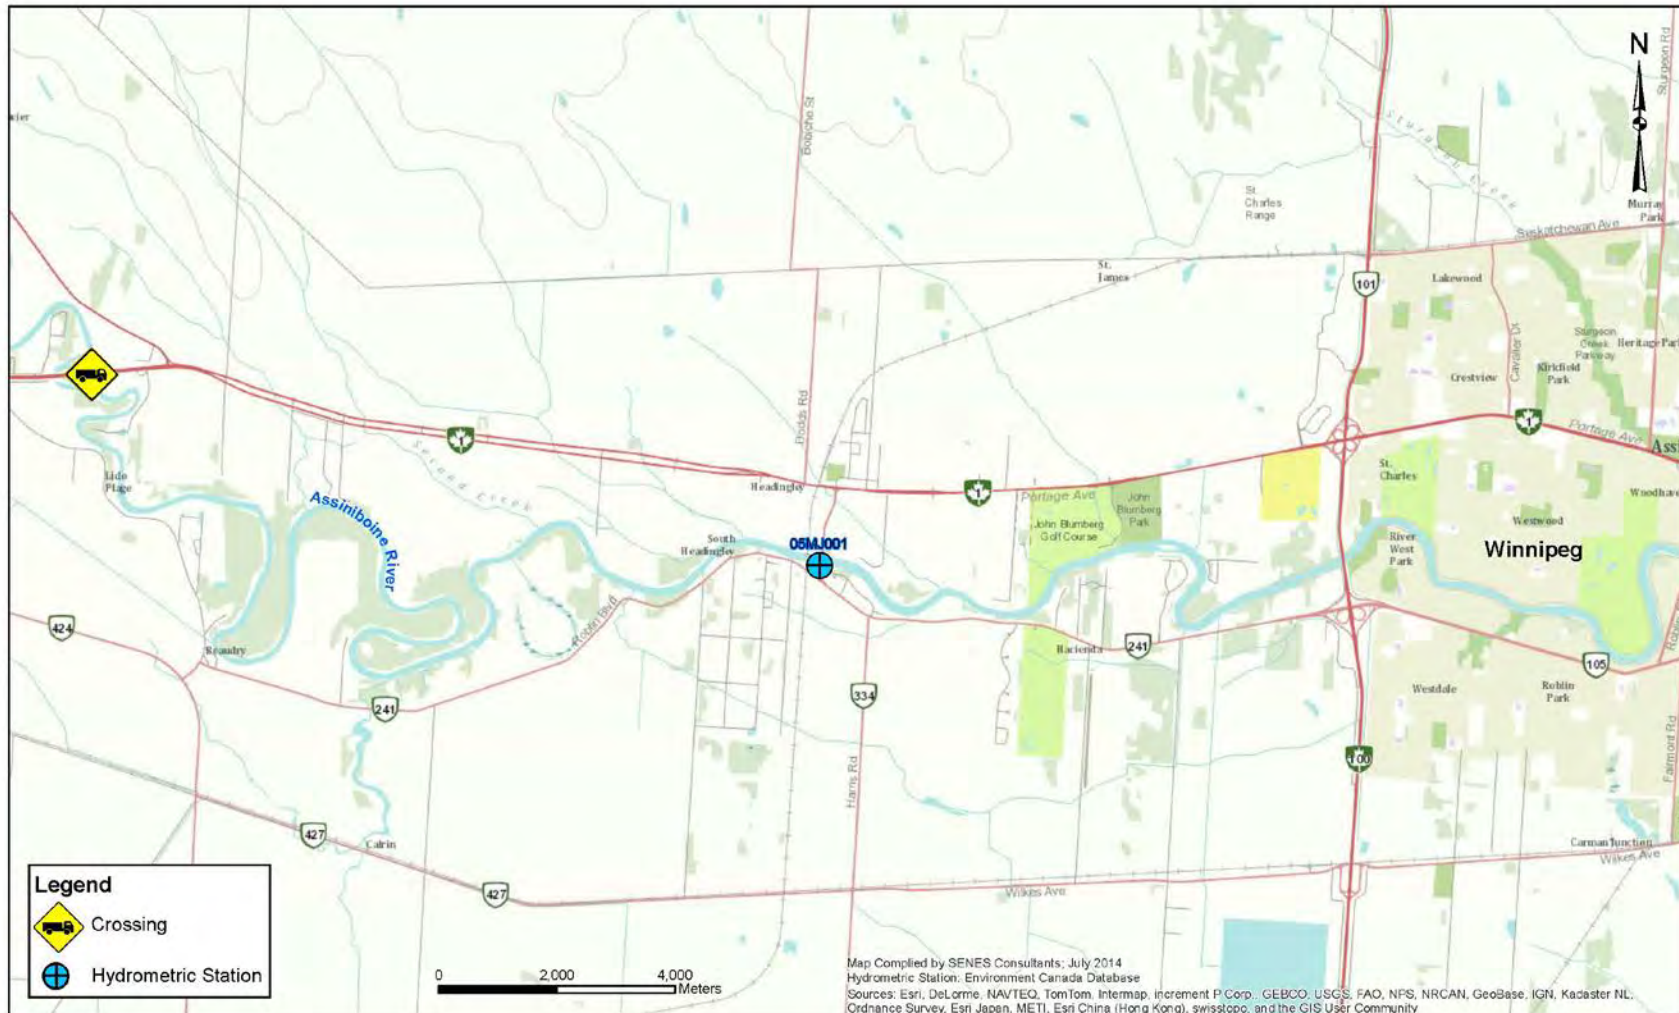 N
Sturgeon Rd
Bobiche St
Sturgeon Creek
St.
Charles
Range
Murray
Park
Saskatchewan Ave
St.
James
101
Lakewood
Sturgeon
Creek
Parkway
Heritage Park
Cavalier Dr
Crestview
Kirkfield
Park
1
1
Portage Ave
Dodds Rd
Lido
Plage
Headingley
1
Portage Ave
John
Blumberg
Park
John Blumberg
Golf Course
St.
Charles
Woodhave
Westwood
Winnipeg
River
West
Park
Assiniboine River
South
Headingley
05MJ001
Roblin Blvd
424
Beaudry
241
Hacienda
241
105
334
Westdale
Roblin
Park
Harris Rd
100
Fairmont Rd
427
Calrin
427
Wilkes Ave
Carman Junction
Wilkes Ave
Legend
Crossing
Hydrometric Station
0 2,000 4,000
Meters
Map Complied by SENES Consultants; July 2014
Hydrometric Station: Environment Canada Database
Sources: Esri, DeLorme, NAVTEQ, TomTom, Intermap, increment P Corp., GEBCO, USGS, FAO, NPS, NRCAN, GeoBase, IGN, Kadaster NL,
Ordnance Survey, Esri Japan, METI, Esri China (Hong Kong), swisstopo, and the GIS User Community